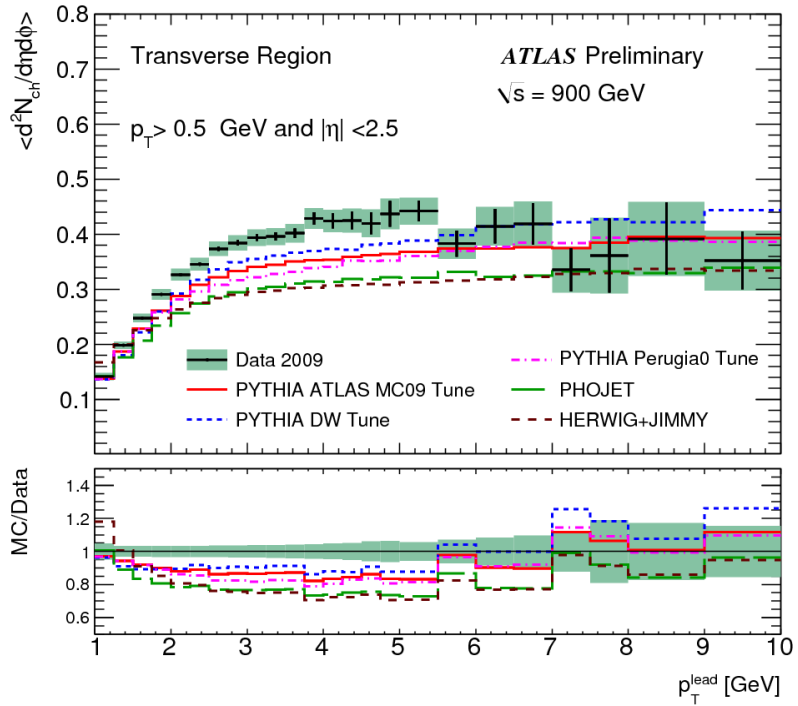 <d²N_ch/dηdϕ>
Transverse Region
ATLAS Preliminary
√s = 900 GeV
p_T > 0.5 GeV and |η| <2.5
0.8
0.7
0.6
0.5
0.4
0.3
0.2
0.1
Data 2009
PYTHIA ATLAS MC09 Tune
PYTHIA DW Tune
PYTHIA Perugia0 Tune
PHOJET
HERWIG+JIMMY
MC/Data
1.4
1.2
1
0.8
0.6
1 2 3 4 5 6 7 8 9 10
p_T^lead [GeV]